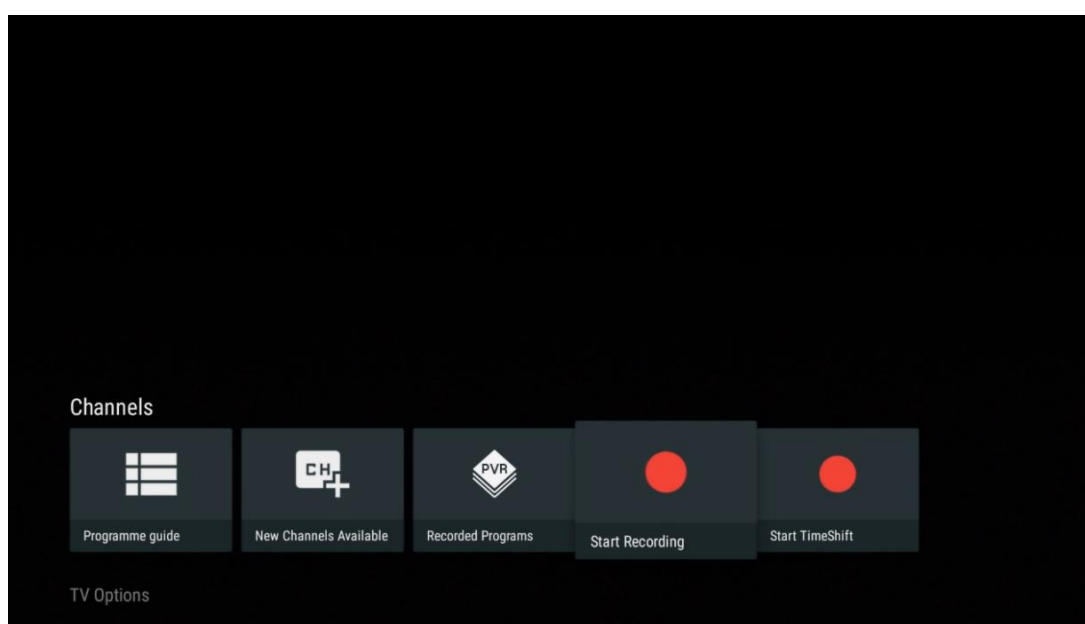 Channels
CH
PVR
Programme guide
New Channels Available
Recorded Programs
Start Recording
Start TimeShift
TV Options